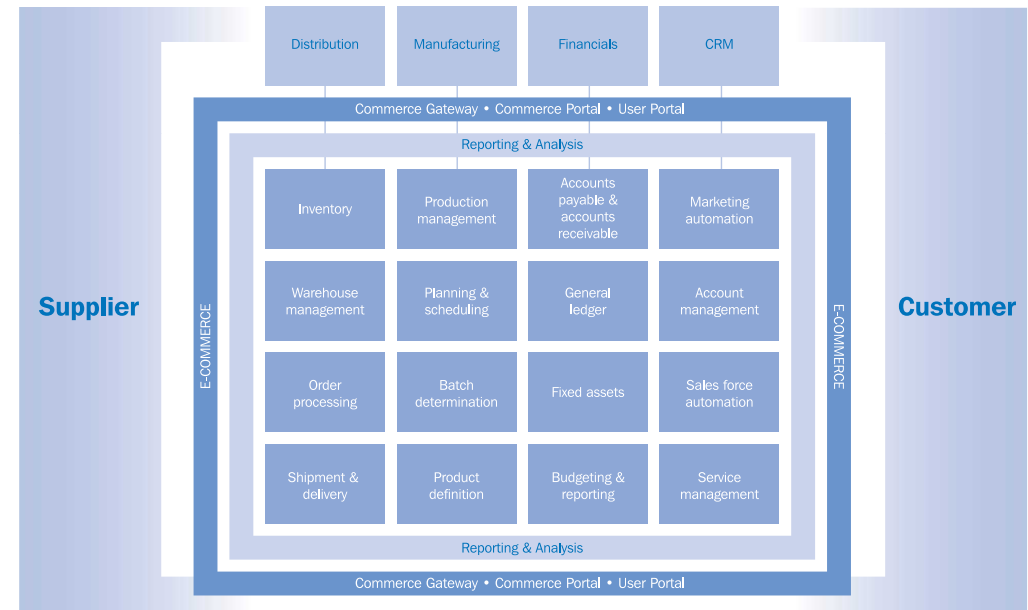 Distribution
Manufacturing
Financials
CRM
Commerce Gateway • Commerce Portal • User Portal
Reporting & Analysis
Inventory
Production
management
Accounts
payable &
accounts
receivable
Marketing
automation
Supplier
E-COMMERCE
Warehouse
management
Planning &
scheduling
General
ledger
Account
management
E-COMMERCE
Customer
Order
processing
Batch
determination
Fixed assets
Sales force
automation
Shipment &
delivery
Product
definition
Budgeting &
reporting
Service
management
Reporting & Analysis
Commerce Gateway • Commerce Portal • User Portal